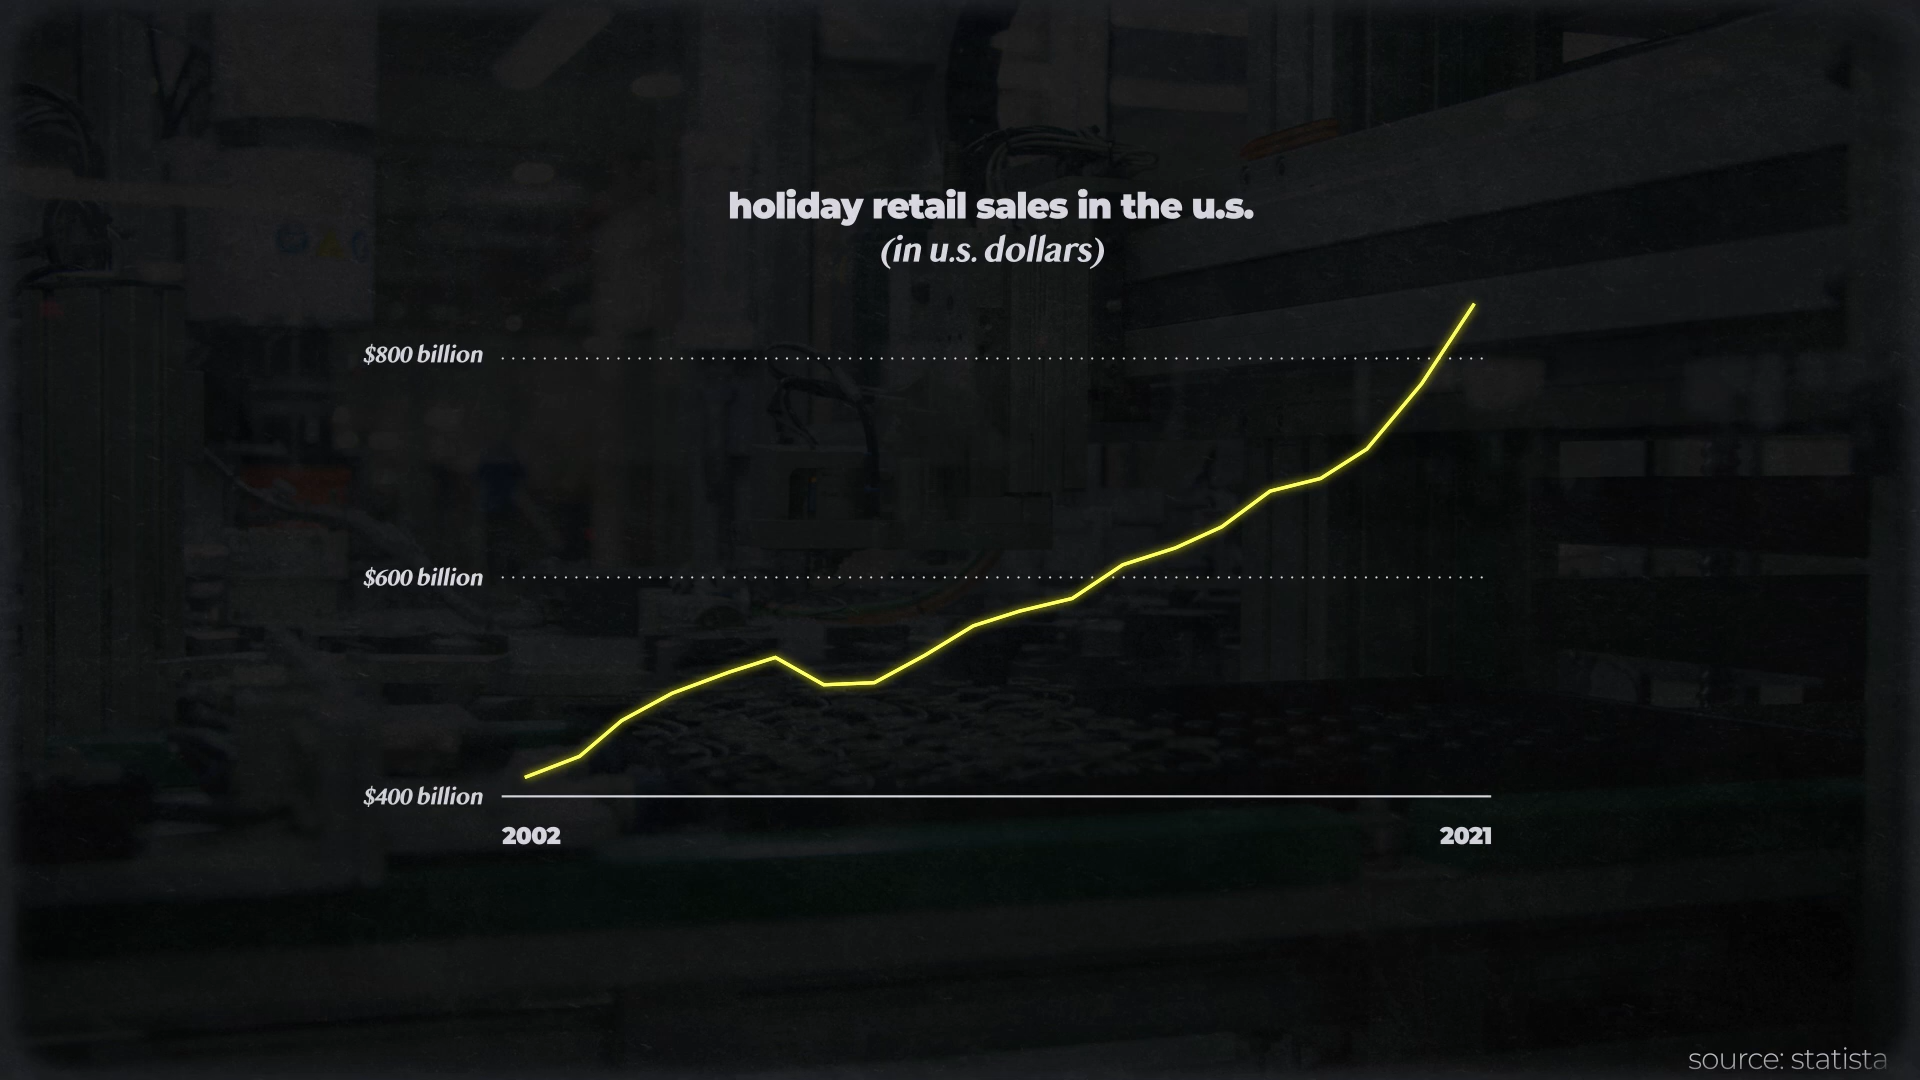 holiday retail sales in the u.s.
(in u.s. dollars)
$800 billion
$600 billion
$400 billion
2002
2021
source: statista